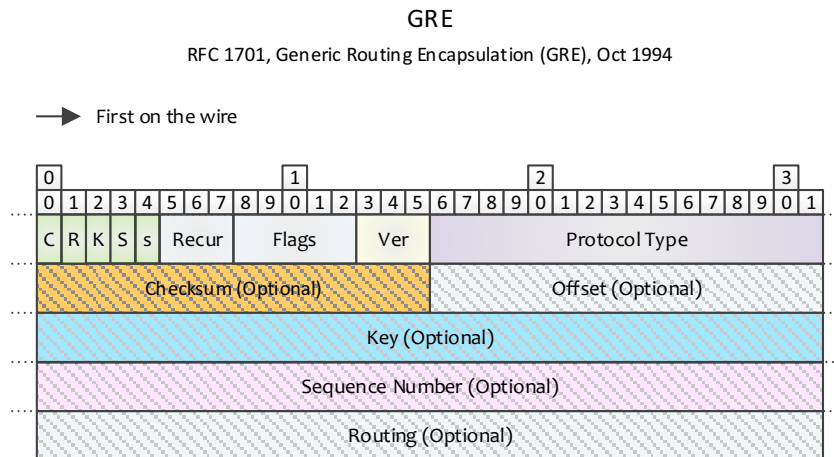 GRE
RFC 1701, Generic Routing Encapsulation (GRE), Oct 1994
First on the wire
0 1 2 3
0 1 2 3 4 5 6 7 8 9 0 1 2 3 4 5 6 7 8 9 0 1 2 3 4 5 6 7 8 9 0 1
C R K S s Recur Flags Ver Protocol Type
Checksum (Optional) Offset (Optional)
Key (Optional)
Sequence Number (Optional)
Routing (Optional)